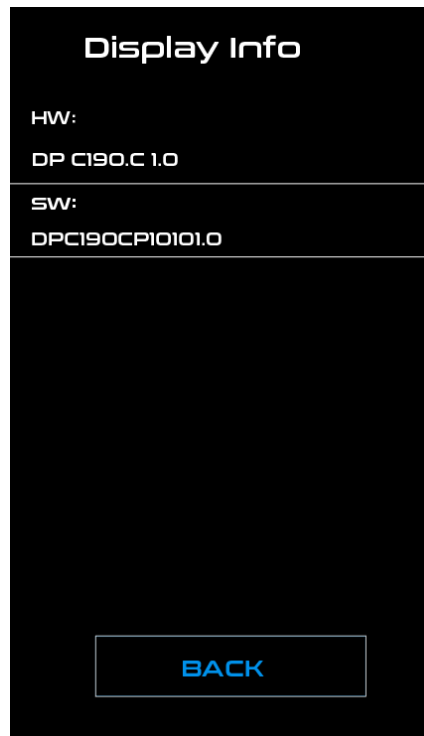 Display Info
HW:
DP C190.C 1.0
SW:
DPC190CP10101.0
BACK